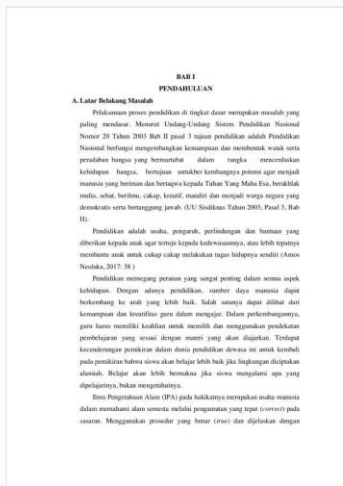 BAB I
PENDAHULUAN
A. Latar Belakang Masalah
Pelaksanaan proses pendidikan di tingkat dasar merupakan masalah yang
paling mendasar. Menurut Undang-Undang Sistem Pendidikan Nasional
Nomor 20 Tahun 2003 Bab II pasal 3 tujuan pendidikan adalah Pendidikan
Nasional berfungsi mengembangkan kemampuan dan membentuk watak serta
peradaban bangsa yang bermartabat dalam rangka mencerdaskan
kehidupan bangsa, bertujuan untukber kembangnya potensi agar menjadi
manusia yang beriman dan bertaqwa kepada Tuhan Yang Maha Esa, berakhlak
mulia, sehat, berilmu, cakap, kreatif, mandiri dan menjadi warga negara yang
demokratis serta bertanggung jawab. (UU Sisdiknas Tahun 2003, Pasal 3, Bab
II).
Pendidikan adalah usaha, pengaruh, perlindungan dan bantuan yang
diberikan kepada anak agar tertuju kepada kedewasaannya, atau lebih tepatnya
membantu anak untuk cukup cakap melakukan tugas hidupnya sendiri (Amos
Neolaka, 2017: 38 )
Pendidikan memegang peranan yang sangat penting dalam semua aspek
kehidupan. Dengan adanya pendidikan, sumber daya manusia dapat
berkembang ke arah yang lebih baik. Salah satunya dapat dilihat dari
kemampuan dan kreatifitas guru dalam mengajar. Dalam perkembangannya,
guru harus memiliki keahlian untuk memilih dan menggunakan pendekatan
pembelajaran yang sesuai dengan materi yang akan diajarkan. Terdapat
kecenderungan pemikiran dalam dunia pendidikan dewasa ini untuk kembali
pada pemikiran bahwa siswa akan belajar lebih baik jika lingkungan diciptakan
alamiah. Belajar akan lebih bermakna jika siswa mengalami apa yang
dipelajarinya, bukan mengetahuinya.
Ilmu Pengetahuan Alam (IPA) pada hakikatnya merupakan usaha manusia
dalam memahami alam semesta melalui pengamatan yang tepat (correct) pada
sasaran. Menggunakan prosedur yang benar (true) dan dijelaskan dengan